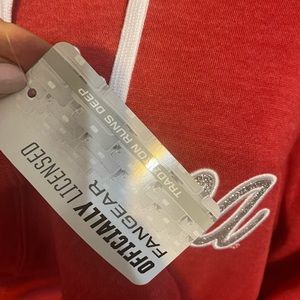 TRADITION RUNS DEEP
OFFICIALLY LICENSED
FANGEAR